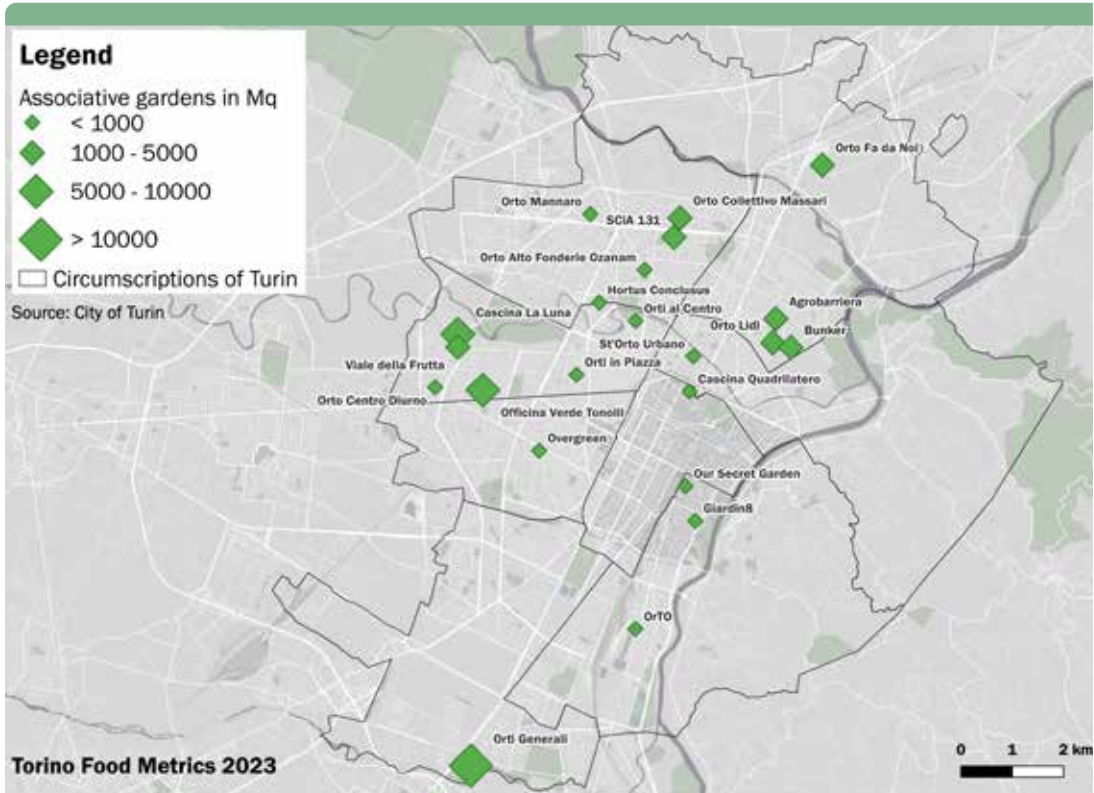 Legend
Associative gardens in Mq
< 1000
1000 - 5000
5000 - 10000
> 10000
Circumscriptions of Turin
Source: City of Turin
Orto Fa da Noi
Orto Mannaro
Orto Collettivo Massari
SCiA 131
Orto Alto Fonderie Ozanam
Hortus Conclusus
Agrobarriera
Cascina La Luna
Orti al Centro
Orto Lidl
Bunker
St'Orto Urbano
Viale della Frutta
Orti in Piazza
Cascina Quadrilatero
Orto Centro Diurno
Officina Verde Tonolli
Overgreen
Our Secret Garden
Giardin8
OrTO
Orti Generali
0 1 2 km
Torino Food Metrics 2023